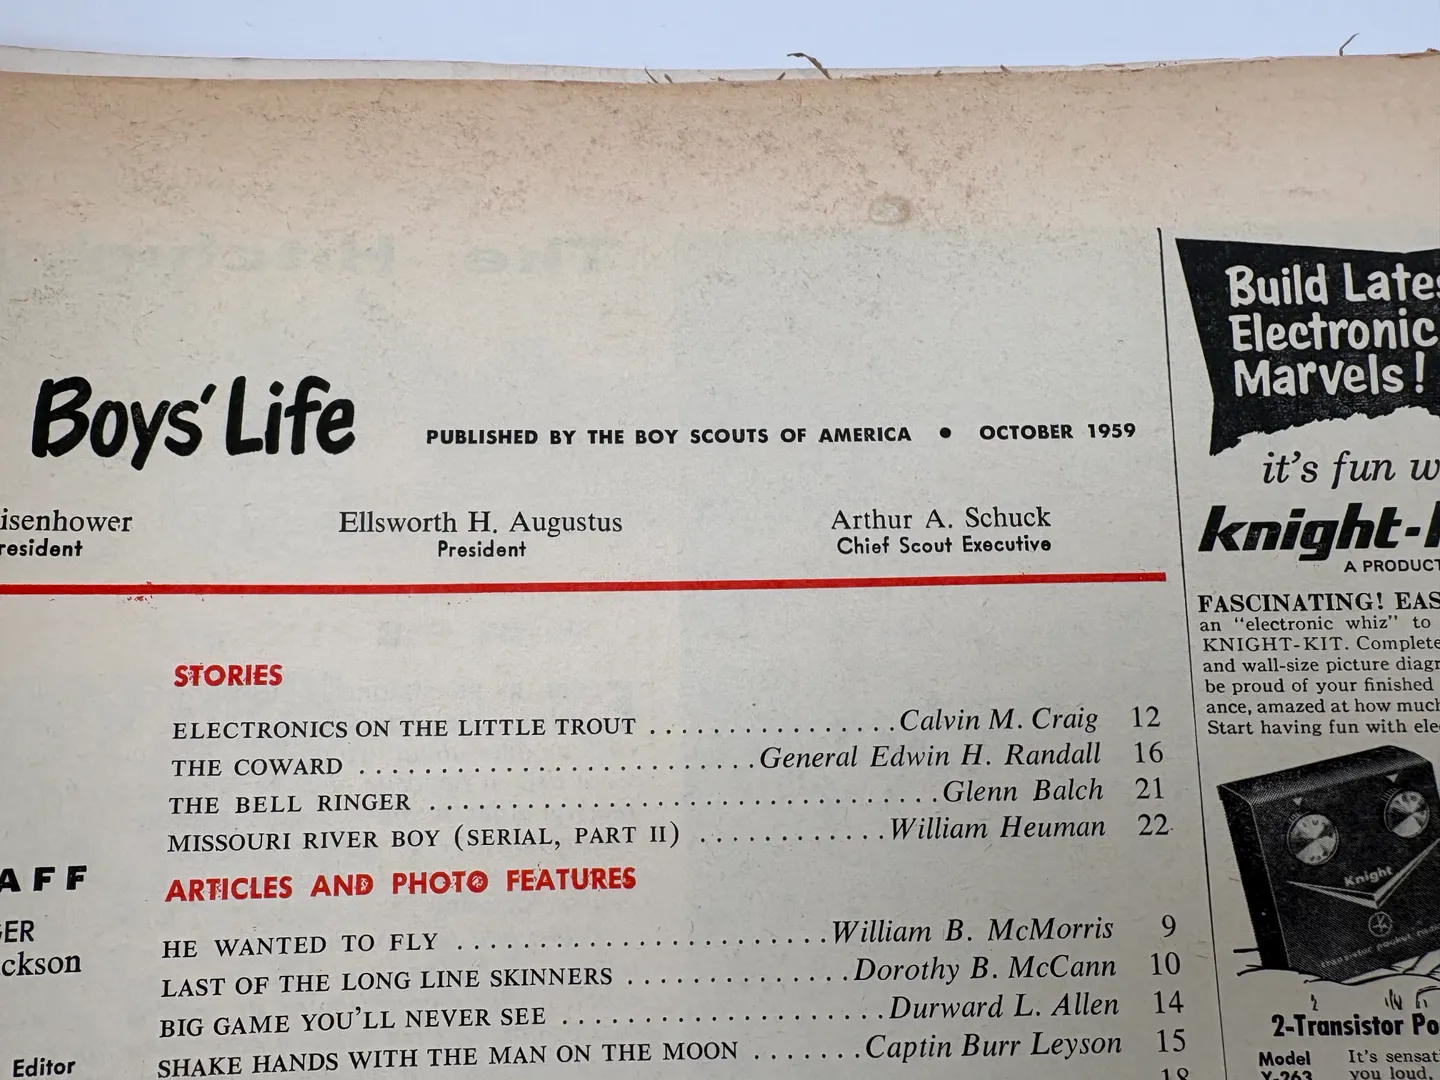 Boys' Life PUBLISHED BY THE BOY SCOUTS OF AMERICA • OCTOBER 1959
isenhower
resident
Ellsworth H. Augustus
President
Arthur A. Schuck
Chief Scout Executive
STORIES
ELECTRONICS ON THE LITTLE TROUT . . . . . . . . . . . . . . . Calvin M. Craig 12
THE COWARD . . . . . . . . . . . . . . . . . . . . . . . . General Edwin H. Randall 16
THE BELL RINGER . . . . . . . . . . . . . . . . . . . . . . . . . . . . . . Glenn Balch 21
MISSOURI RIVER BOY (SERIAL, PART II) . . . . . . . . . . . . William Heuman 22
ARTICLES AND PHOTO FEATURES
HE WANTED TO FLY . . . . . . . . . . . . . . . . . . . . . . William B. McMorris 9
LAST OF THE LONG LINE SKINNERS . . . . . . . . . . . . . Dorothy B. McCann 10
BIG GAME YOU'LL NEVER SEE . . . . . . . . . . . . . . . . . . Durward L. Allen 14
SHAKE HANDS WITH THE MAN ON THE MOON . . . . . . . Captin Burr Leyson 15
18
AFF
ER
ckson
Editor
Build Lates
Electronic
Marvels!
it's fun w
knight-k
A PRODUCT
FASCINATING! EAS
an "electronic whiz" to
KNIGHT-KIT. Complete
and wall-size picture diagr
be proud of your finished
ance, amazed at how much
Start having fun with ele
Knight
transistor pocket
2-Transistor Po
Model
Y-263
It's sensati
you loud,